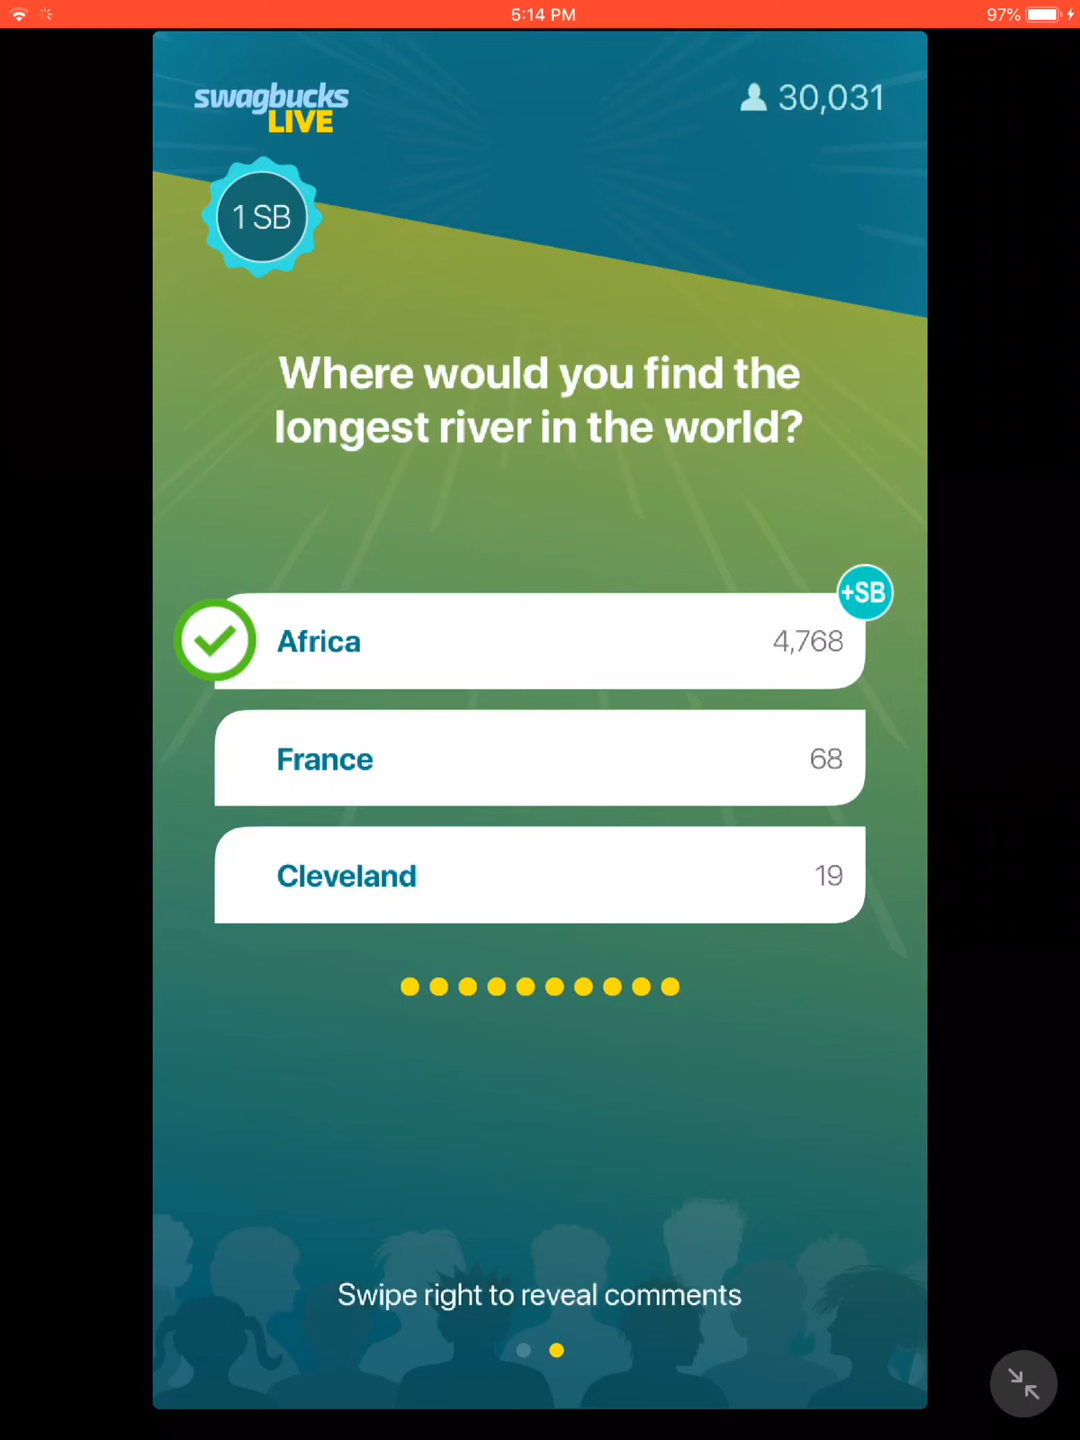 5:14 PM
97%
swagbucks
LIVE
30,031
1 SB
Where would you find the
longest river in the world?
+SB
Africa 4,768
France 68
Cleveland 19
Swipe right to reveal comments